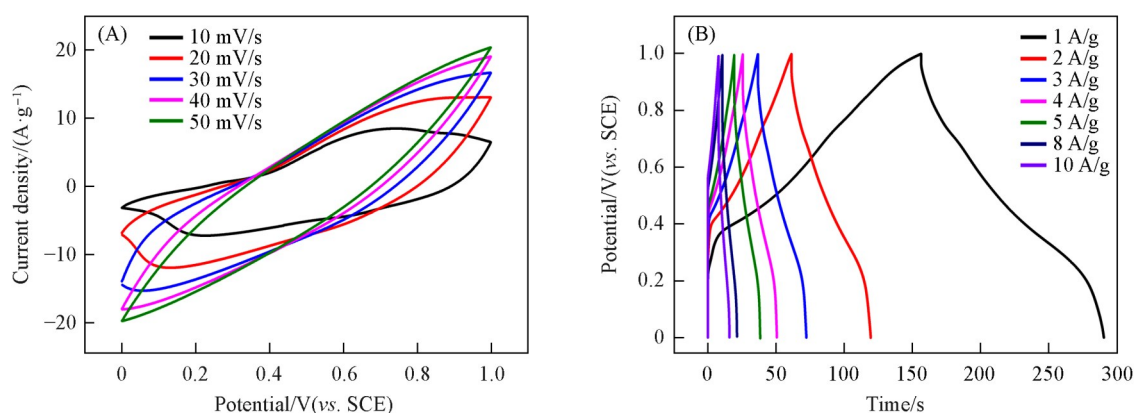 (A)
10 mV/s
20 mV/s
30 mV/s
40 mV/s
50 mV/s
20
10
0
−10
−20
Current density/(A·g⁻¹)
0
0.2
0.4
0.6
0.8
1.0
Potential/V(vs. SCE)
(B)
1 A/g
2 A/g
3 A/g
4 A/g
5 A/g
8 A/g
10 A/g
1.0
0.8
0.6
0.4
0.2
0
Potential/V(vs. SCE)
0
50
100
150
200
250
300
Time/s